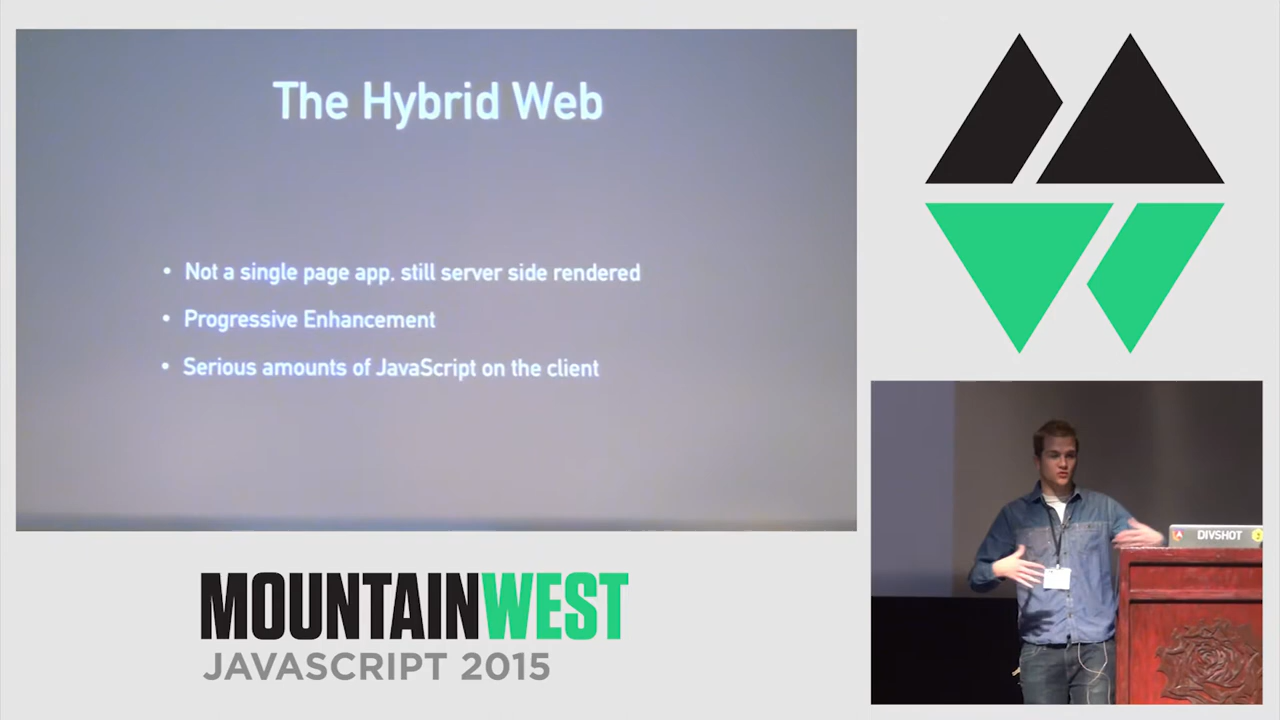 The Hybrid Web
• Not a single page app, still server side rendered
• Progressive Enhancement
• Serious amounts of JavaScript on the client
DIVSHOT
MOUNTAINWEST
JAVASCRIPT 2015